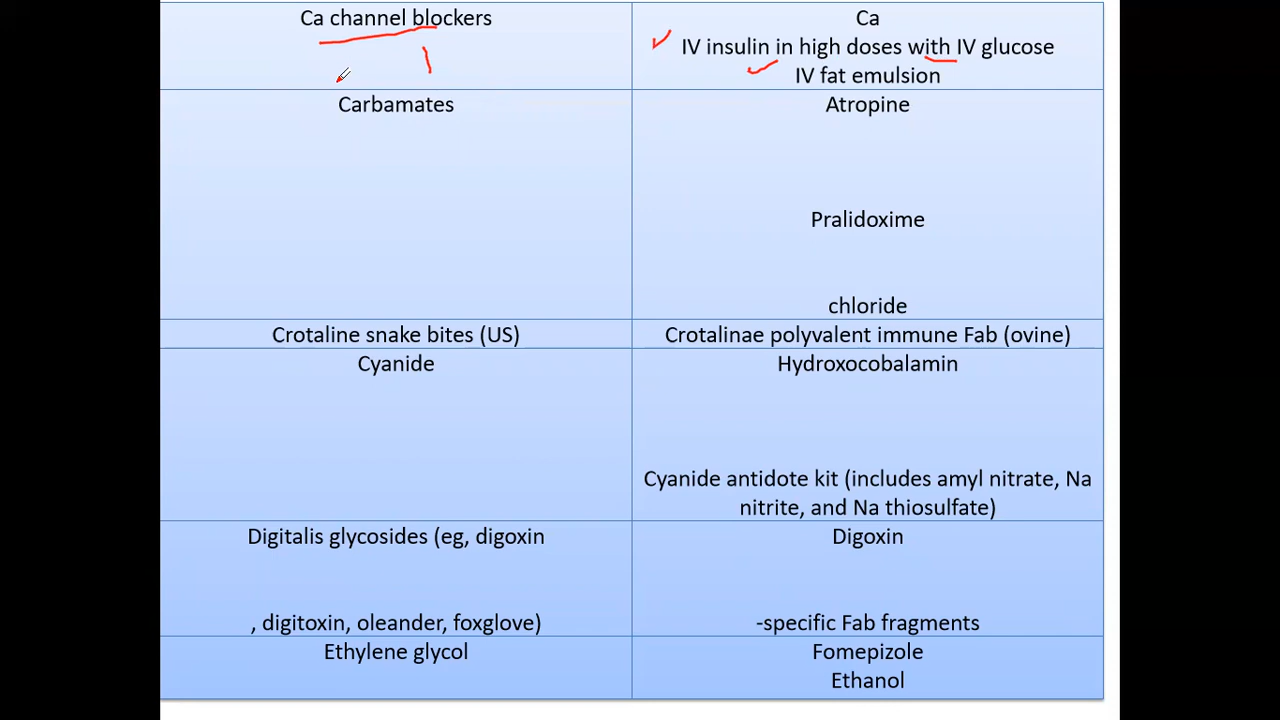 Ca channel blockers
Ca
IV insulin in high doses with IV glucose
IV fat emulsion
Carbamates
Atropine
Pralidoxime
chloride
Crotaline snake bites (US)
Crotalinae polyvalent immune Fab (ovine)
Cyanide
Hydroxocobalamin
Cyanide antidote kit (includes amyl nitrate, Na
nitrite, and Na thiosulfate)
Digitalis glycosides (eg, digoxin
, digitoxin, oleander, foxglove)
Digoxin
-specific Fab fragments
Ethylene glycol
Fomepizole
Ethanol